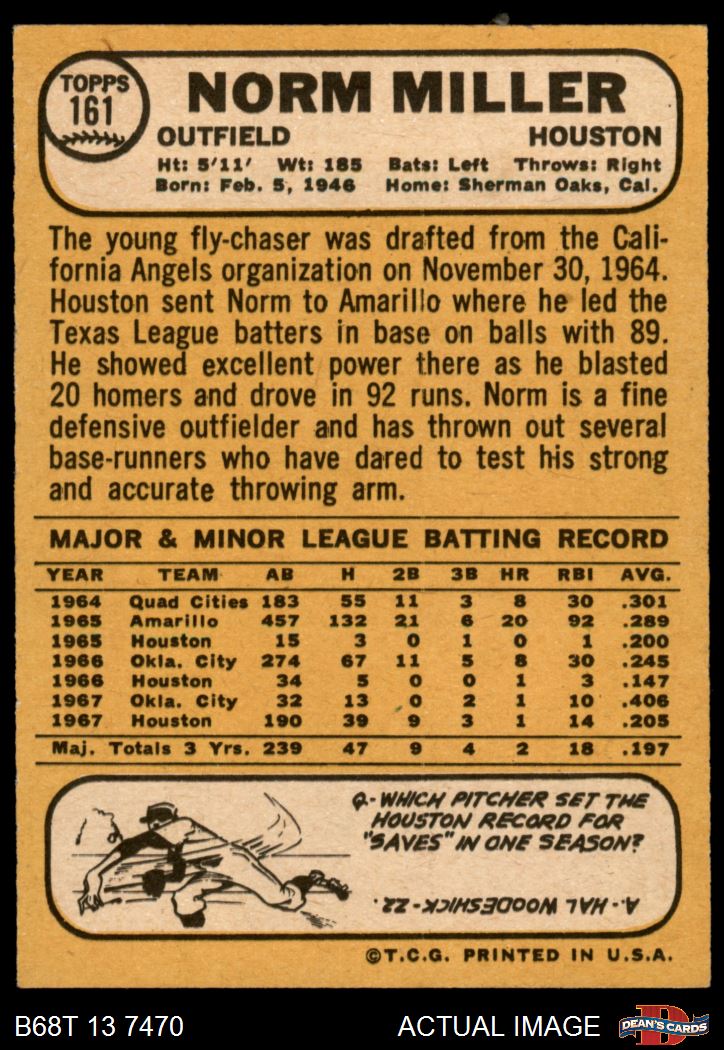 TOPPS
161
NORM MILLER
OUTFIELD HOUSTON
Ht: 5'11' Wt: 185 Bats: Left Throws: Right
Born: Feb. 5, 1946 Home: Sherman Oaks, Cal.
The young fly-chaser was drafted from the Cali-
fornia Angels organization on November 30, 1964.
Houston sent Norm to Amarillo where he led the
Texas League batters in base on balls with 89.
He showed excellent power there as he blasted
20 homers and drove in 92 runs. Norm is a fine
defensive outfielder and has thrown out several
base-runners who have dared to test his strong
and accurate throwing arm.
MAJOR & MINOR LEAGUE BATTING RECORD
YEAR TEAM AB H 2B 3B HR RBI AVG.
1964 Quad Cities 183 55 11 3 8 30 .301
1965 Amarillo 457 132 21 6 20 92 .289
1965 Houston 15 3 0 1 0 1 .200
1966 Okla. City 274 67 11 5 8 30 .245
1966 Houston 34 5 0 0 1 3 .147
1967 Okla. City 32 13 0 2 1 10 .406
1967 Houston 190 39 9 3 1 14 .205
Maj. Totals 3 Yrs. 239 47 9 4 2 18 .197
Q- WHICH PITCHER SET THE
HOUSTON RECORD FOR
"SAVES" IN ONE SEASON?
A- HAL WOODESHICK - 22.
©T.C.G. PRINTED IN U.S.A.
B68T 13 7470 ACTUAL IMAGE DEAN'S CARDS